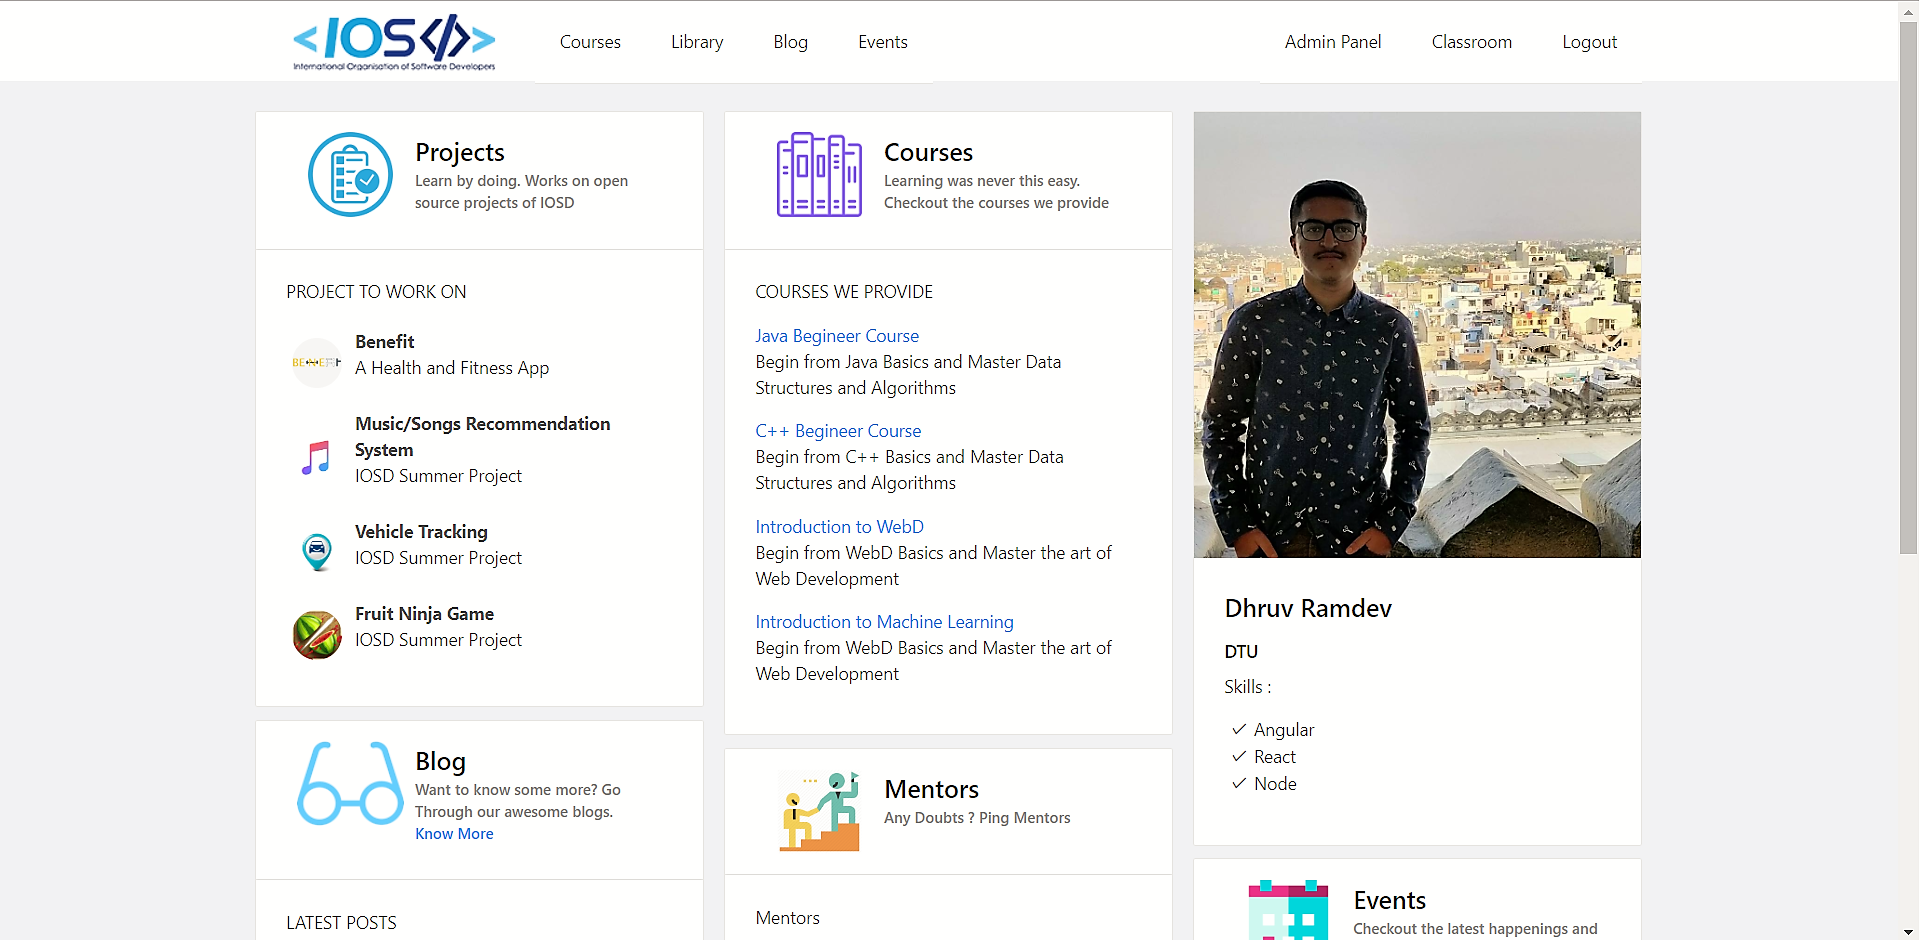 <IOS</>
International Organisation of Software Developers
Courses
Library
Blog
Events
Admin Panel
Classroom
Logout
Projects
Learn by doing. Works on open
source projects of IOSD
PROJECT TO WORK ON
BENEFIT
Benefit
A Health and Fitness App
Music/Songs Recommendation
System
IOSD Summer Project
Vehicle Tracking
IOSD Summer Project
Fruit Ninja Game
IOSD Summer Project
Blog
Want to know some more? Go
Through our awesome blogs.
Know More
LATEST POSTS
Courses
Learning was never this easy.
Checkout the courses we provide
COURSES WE PROVIDE
Java Begineer Course
Begin from Java Basics and Master Data
Structures and Algorithms
C++ Begineer Course
Begin from C++ Basics and Master Data
Structures and Algorithms
Introduction to WebD
Begin from WebD Basics and Master the art of
Web Development
Introduction to Machine Learning
Begin from WebD Basics and Master the art of
Web Development
Mentors
Any Doubts ? Ping Mentors
Mentors
Dhruv Ramdev
DTU
Skills :
Angular
React
Node
Events
Checkout the latest happenings and